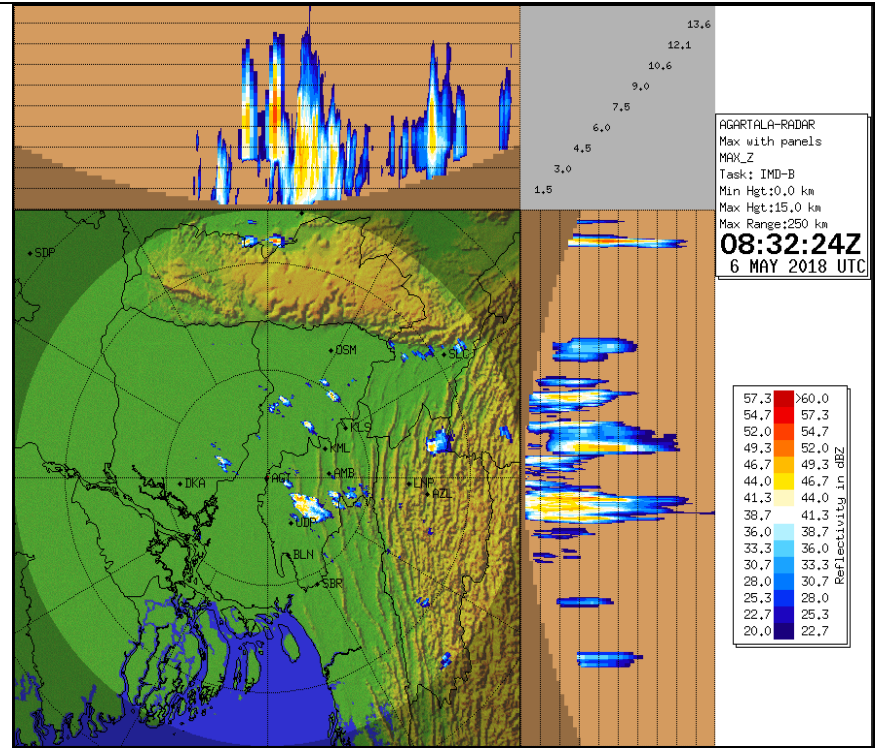 13.6
12.1
10.6
9.0
7.5
6.0
4.5
3.0
1.5
AGARTALA-RADAR
Max with panels
MAX_Z
Task: IMD-B
Min Hgt:0.0 km
Max Hgt:15.0 km
Max Range:250 km
08:32:24Z
6 MAY 2018 UTC
SDP
OSM
SLC
KLS
KML
AMB
DKA
AGT
LNP
AZL
UDP
BLN
SBR
57.3 >60.0
54.7 57.3
52.0 54.7
49.3 52.0
46.7 49.3
44.0 46.7
41.3 44.0
38.7 41.3
36.0 38.7
33.3 36.0
30.7 33.3
28.0 30.7
25.3 28.0
22.7 25.3
20.0 22.7
Reflectivity in dBZ